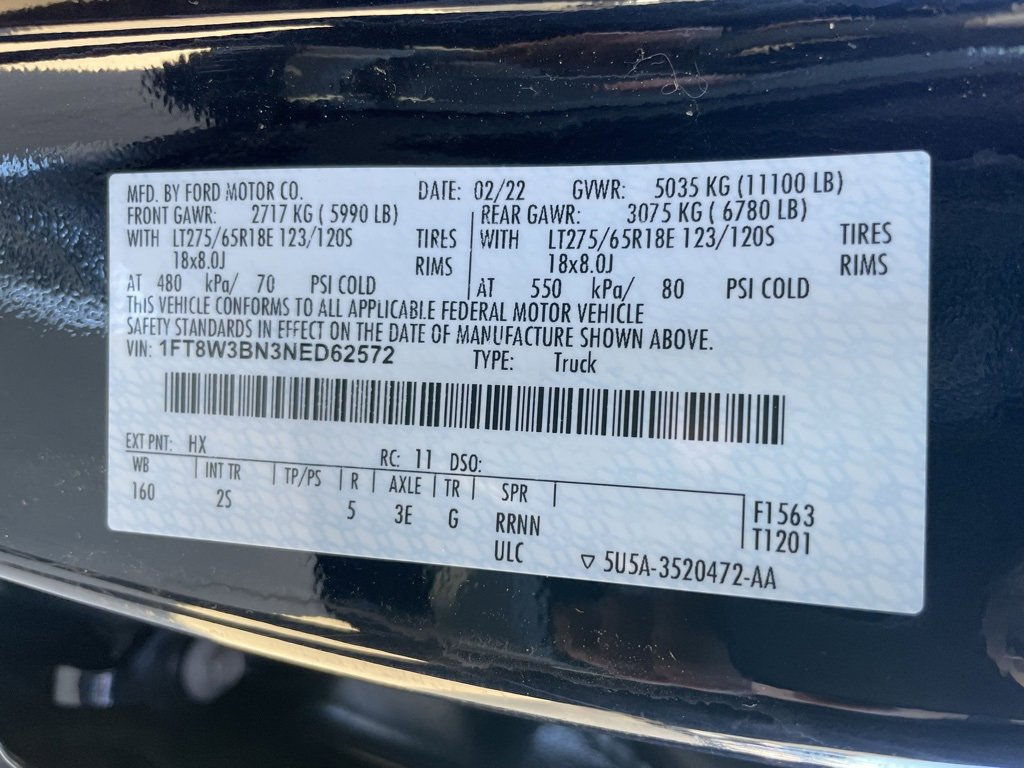 MFD. BY FORD MOTOR CO. DATE: 02/22 GVWR: 5035 KG (11100 LB)
FRONT GAWR: 2717 KG ( 5990 LB) REAR GAWR: 3075 KG ( 6780 LB)
WITH LT275/65R18E 123/120S TIRES WITH LT275/65R18E 123/120S TIRES
18x8.0J RIMS 18x8.0J RIMS
AT 480 kPa/ 70 PSI COLD AT 550 kPa/ 80 PSI COLD
THIS VEHICLE CONFORMS TO ALL APPLICABLE FEDERAL MOTOR VEHICLE
SAFETY STANDARDS IN EFFECT ON THE DATE OF MANUFACTURE SHOWN ABOVE.
VIN: 1FT8W3BN3NED62572 TYPE: Truck
EXT PNT: HX RC: 11 DSO:
WB INT TR TP/PS R AXLE TR SPR
160 2S 5 3E G RRNN F1563
ULC T1201
▽ 5U5A-3520472-AA